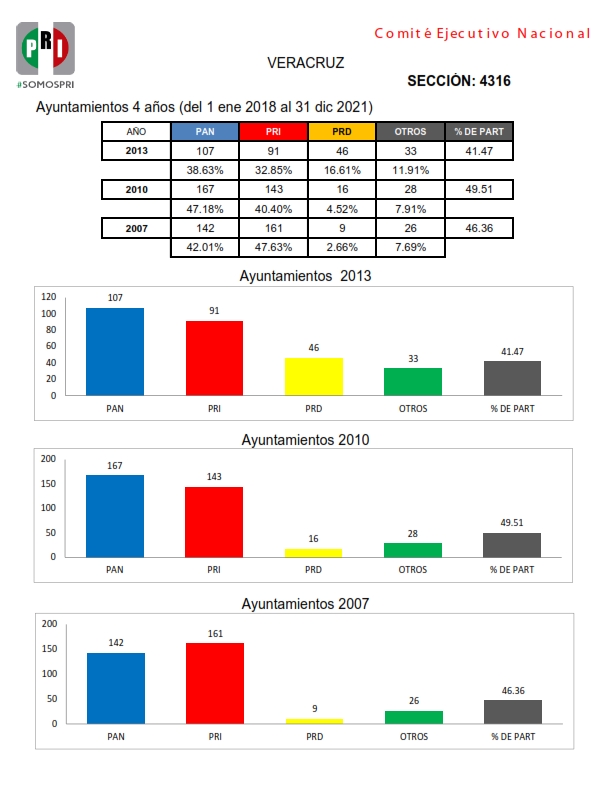 Comité Ejecutivo Nacional
PRI
#SOMOSPRI
VERACRUZ
SECCIÓN: 4316
Ayuntamientos 4 años (del 1 ene 2018 al 31 dic 2021)
AÑO PAN PRI PRD OTROS % DE PART
2013 107 91 46 33 41.47
38.63% 32.85% 16.61% 11.91%
2010 167 143 16 28 49.51
47.18% 40.40% 4.52% 7.91%
2007 142 161 9 26 46.36
42.01% 47.63% 2.66% 7.69%
Ayuntamientos 2013
120
100
80
60
40
20
0
107 91 46 33 41.47
PAN PRI PRD OTROS % DE PART
Ayuntamientos 2010
200
150
100
50
0
167 143 16 28 49.51
PAN PRI PRD OTROS % DE PART
Ayuntamientos 2007
200
150
100
50
0
142 161 9 26 46.36
PAN PRI PRD OTROS % DE PART